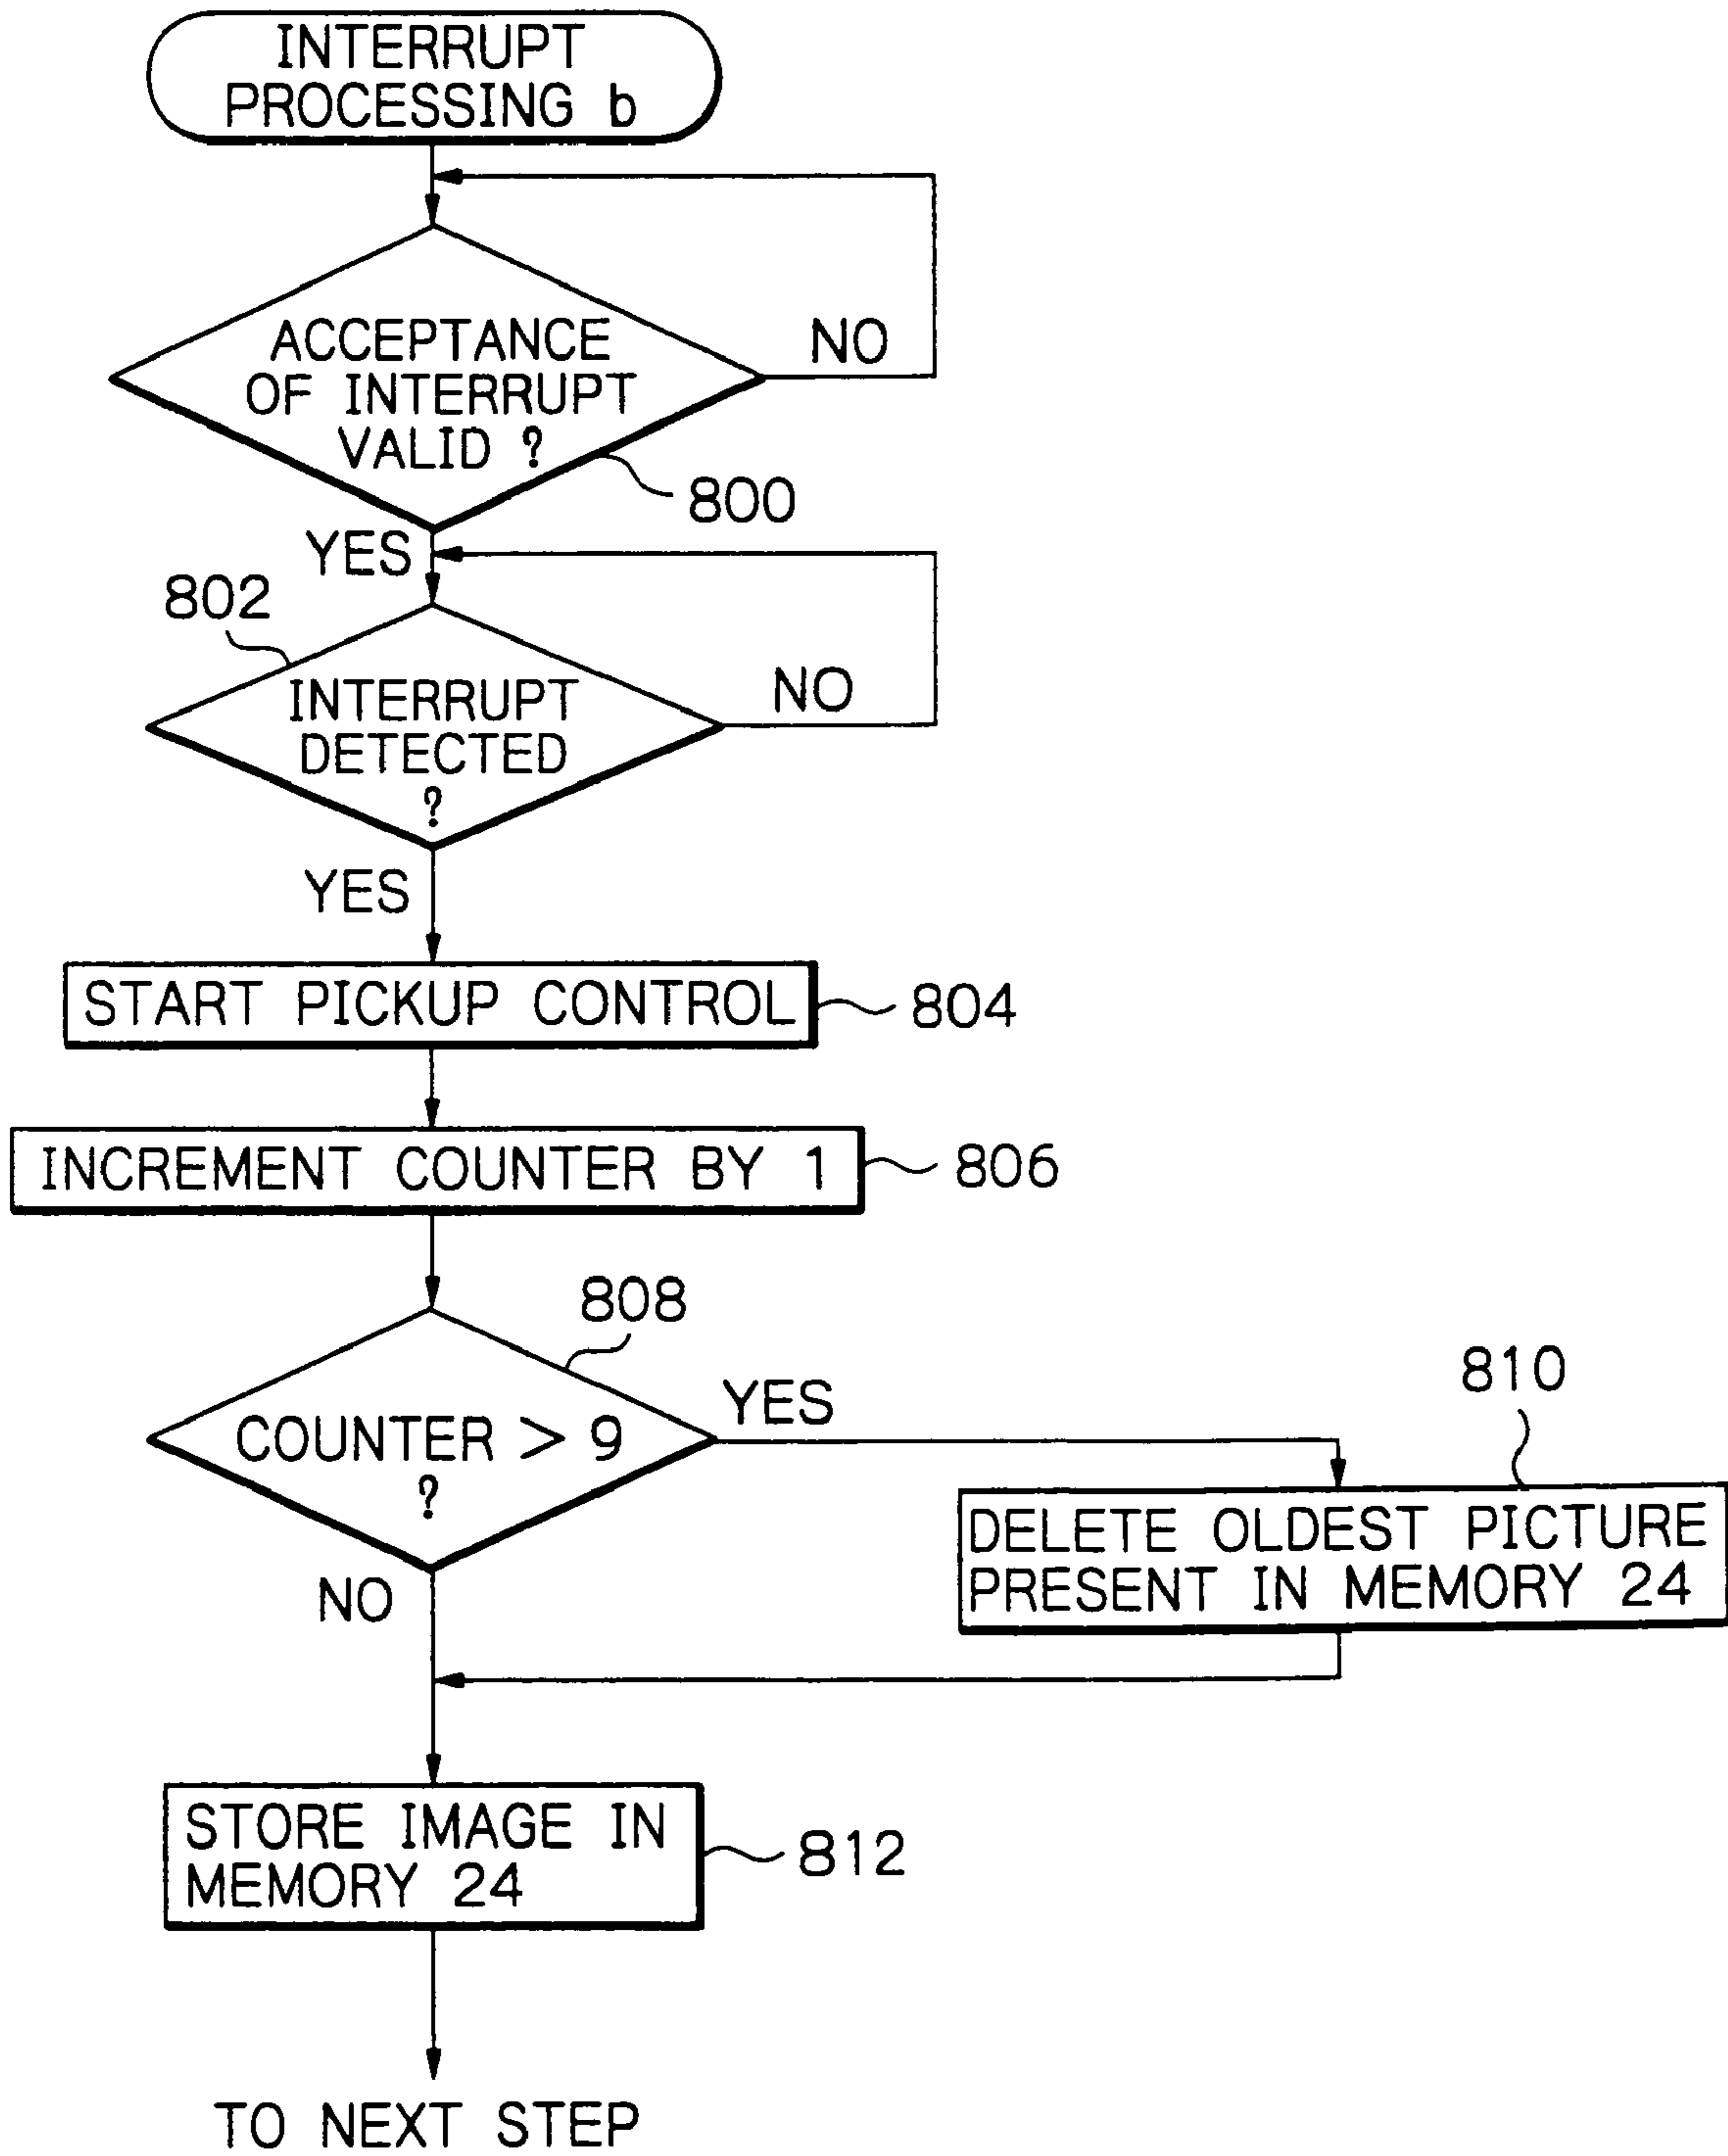 INTERRUPT
PROCESSING b
ACCEPTANCE
OF INTERRUPT
VALID ?
NO
800
YES
802
INTERRUPT
DETECTED
?
NO
YES
START PICKUP CONTROL
804
INCREMENT COUNTER BY 1
806
808
COUNTER > 9
?
YES
810
DELETE OLDEST PICTURE
PRESENT IN MEMORY 24
NO
STORE IMAGE IN
MEMORY 24
812
TO NEXT STEP